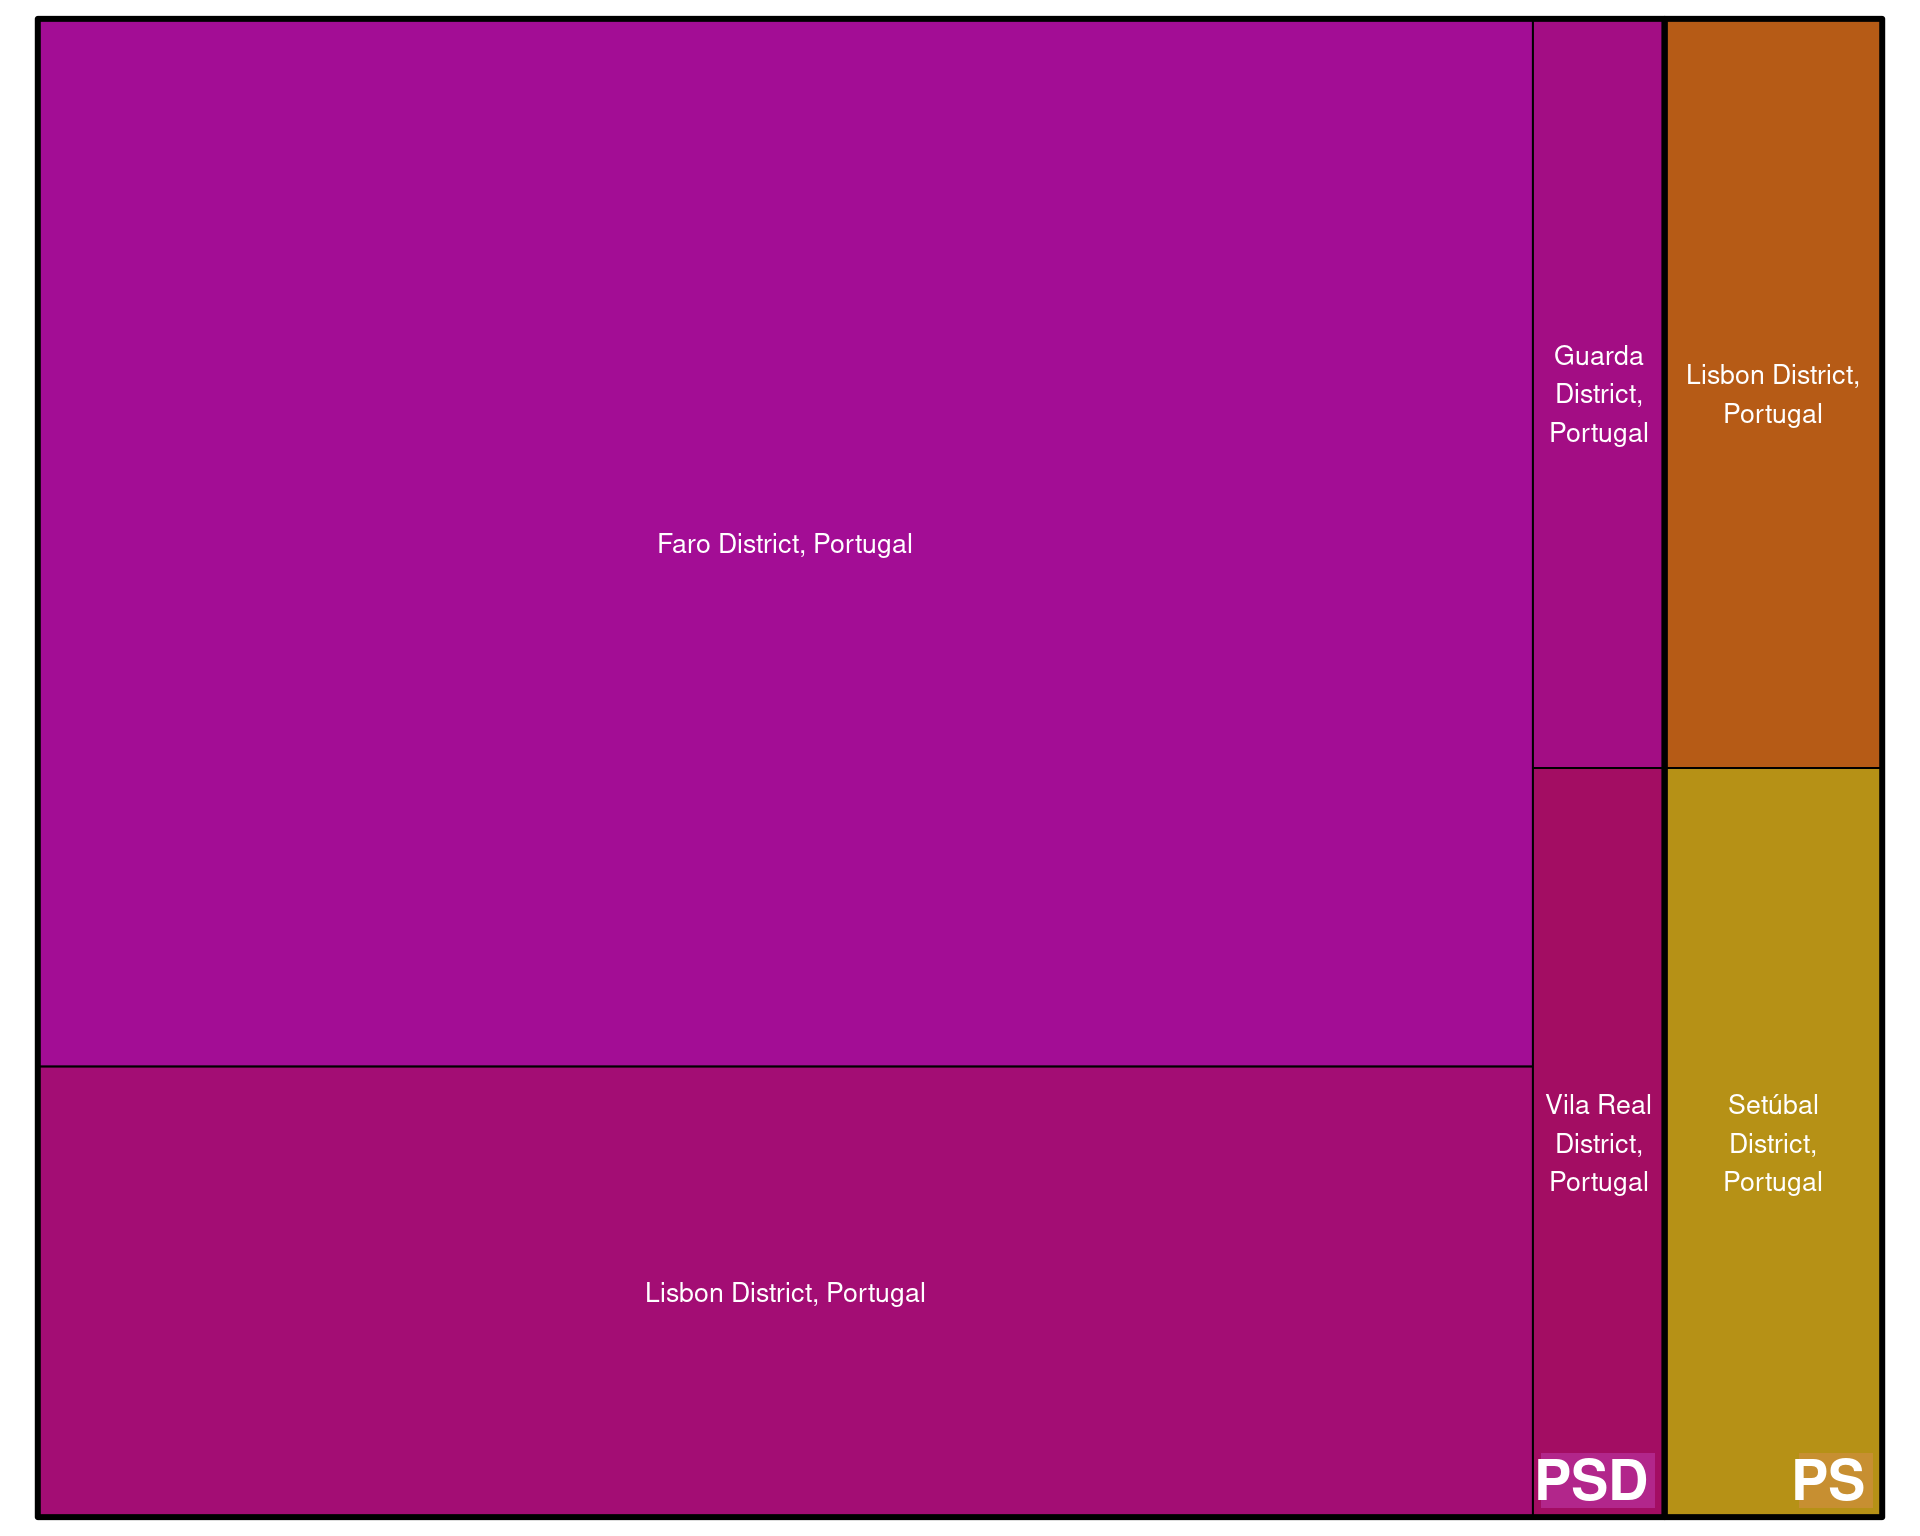 Faro District, Portugal
Lisbon District, Portugal
Guarda
District,
Portugal
Vila Real
District,
Portugal
PSD
Lisbon District,
Portugal
Setúbal
District,
Portugal
PS